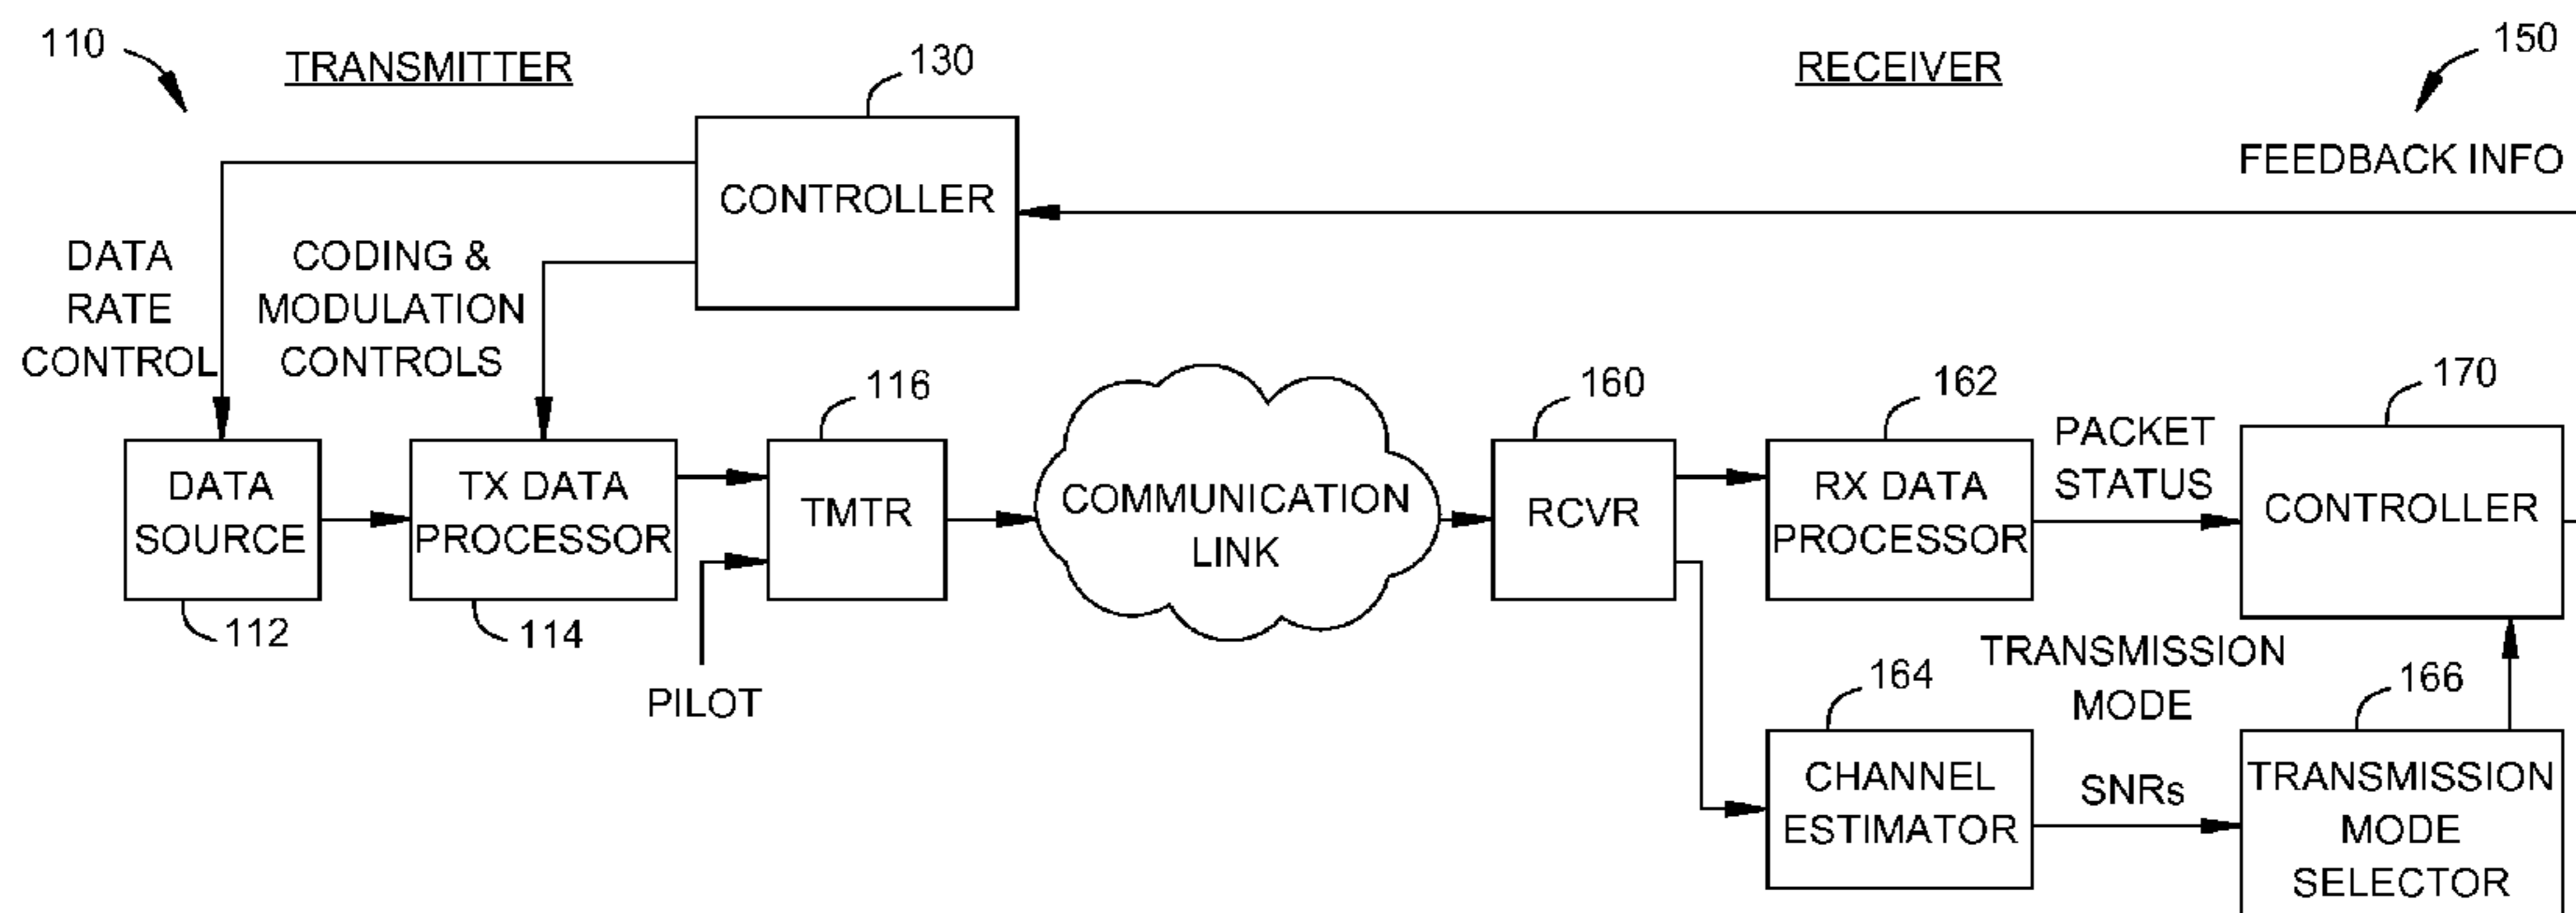 110
TRANSMITTER
130
RECEIVER
150
FEEDBACK INFO
CONTROLLER
DATA
RATE
CONTROL
CODING &
MODULATION
CONTROLS
116
160
162
170
DATA
SOURCE
TX DATA
PROCESSOR
TMTR
COMMUNICATION
LINK
RCVR
RX DATA
PROCESSOR
PACKET
STATUS
CONTROLLER
112
114
PILOT
164
TRANSMISSION
MODE
166
CHANNEL
ESTIMATOR
SNRs
TRANSMISSION
MODE
SELECTOR